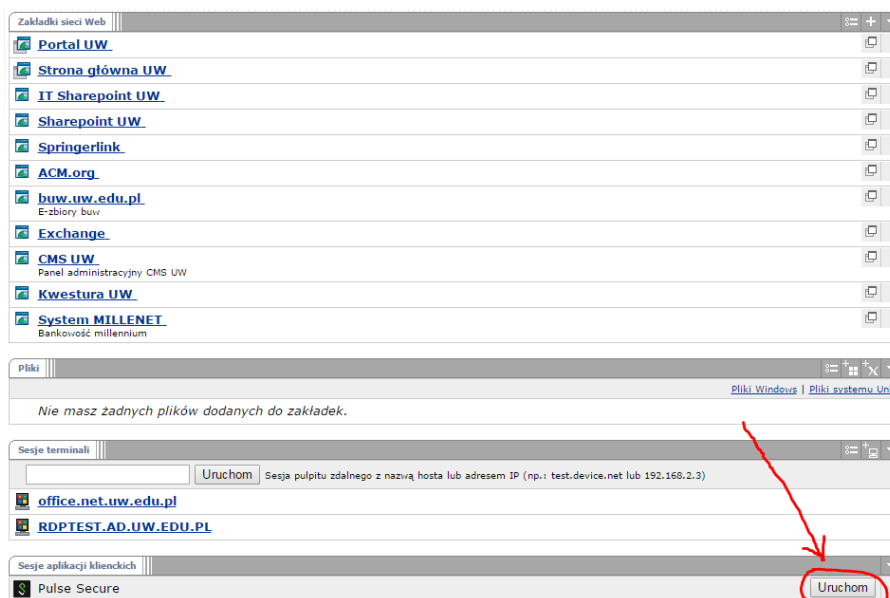 Zakładki sieci Web
Portal UW
Strona główna UW
IT Sharepoint UW
Sharepoint UW
Springerlink
ACM.org
buw.uw.edu.pl
E-zbiory buw
Exchange
CMS UW
Panel administracyjny CMS UW
Kwestura UW
System MILLENET
Bankowość millennium
Pliki
Pliki Windows | Pliki systemu Un
Nie masz żadnych plików dodanych do zakładek.
Sesje terminali
Uruchom Sesja pulpitu zdalnego z nazwą hosta lub adresem IP (np.: test.device.net lub 192.168.2.3)
office.net.uw.edu.pl
RDPTEST.AD.UW.EDU.PL
Sesje aplikacji klienckich
Pulse Secure Uruchom